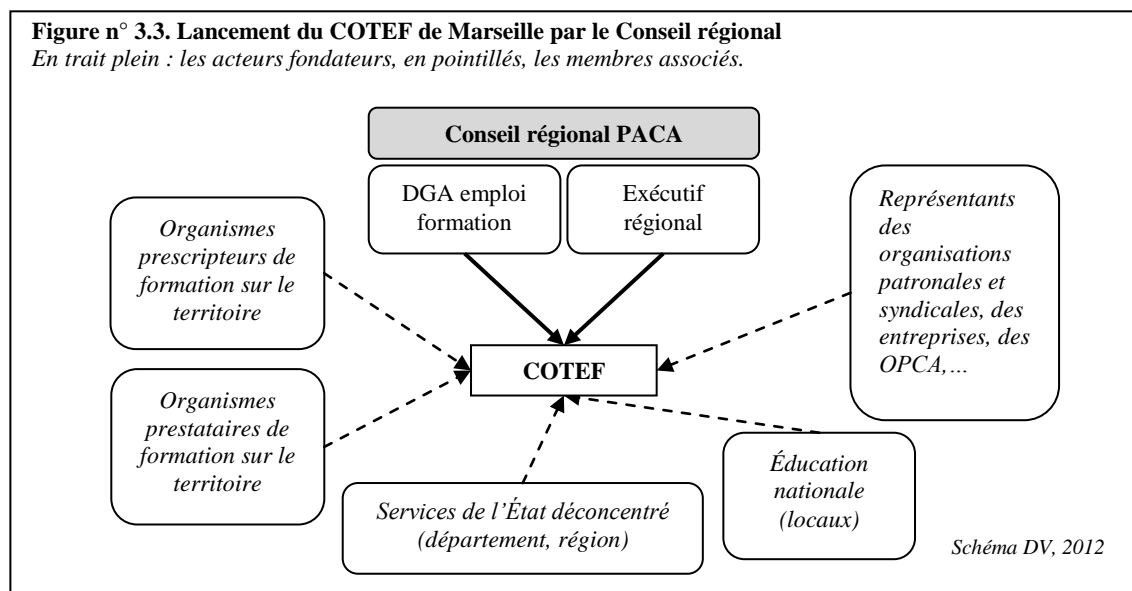 Figure n° 3.3. Lancement du COTEF de Marseille par le Conseil régional
En trait plein : les acteurs fondateurs, en pointillés, les membres associés.
Conseil régional PACA
DGA emploi
formation
Exécutif
régional
Organismes
prescripteurs de
formation sur le
territoire
Représentants
des
organisations
patronales et
syndicales, des
entreprises, des
OPCA,…
COTEF
Organismes
prestataires de
formation sur le
territoire
Services de l’État déconcentré
(département, région)
Éducation
nationale
(locaux)
Schéma DV, 2012